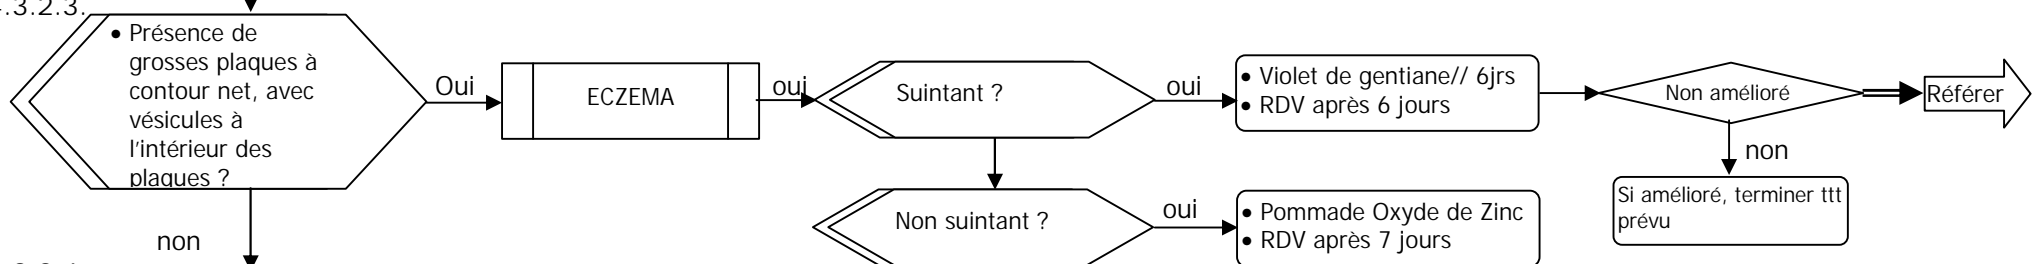 .3.2.3.
• Présence de
grosses plaques à
contour net, avec
vésicules à
l'intérieur des
plaques ?
Oui
non
ECZEMA
oui
Suintant ?
oui
• Violet de gentiane// 6jrs
• RDV après 6 jours
Non amélioré
Référer
non
Si amélioré, terminer ttt
prévu
Non suintant ?
oui
• Pommade Oxyde de Zinc
• RDV après 7 jours